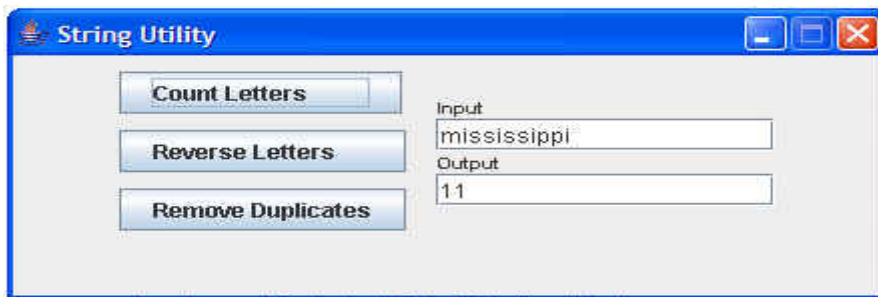 String Utility
Count Letters
Reverse Letters
Remove Duplicates
Input
mississippi
Output
11